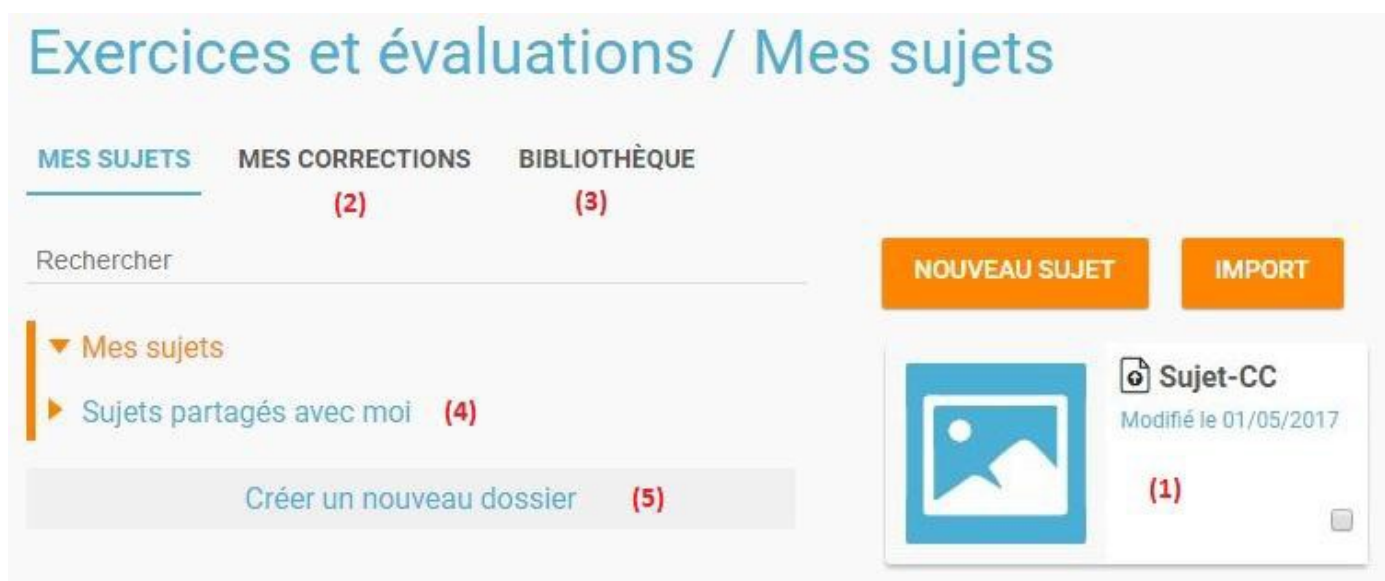 Exercices et évaluations / Mes sujets
MES SUJETS MES CORRECTIONS BIBLIOTHÈQUE
(2) (3)
Rechercher
NOUVEAU SUJET IMPORT
Mes sujets
Sujets partagés avec moi (4)
Créer un nouveau dossier (5)
Sujet-CC
Modifié le 01/05/2017
(1)